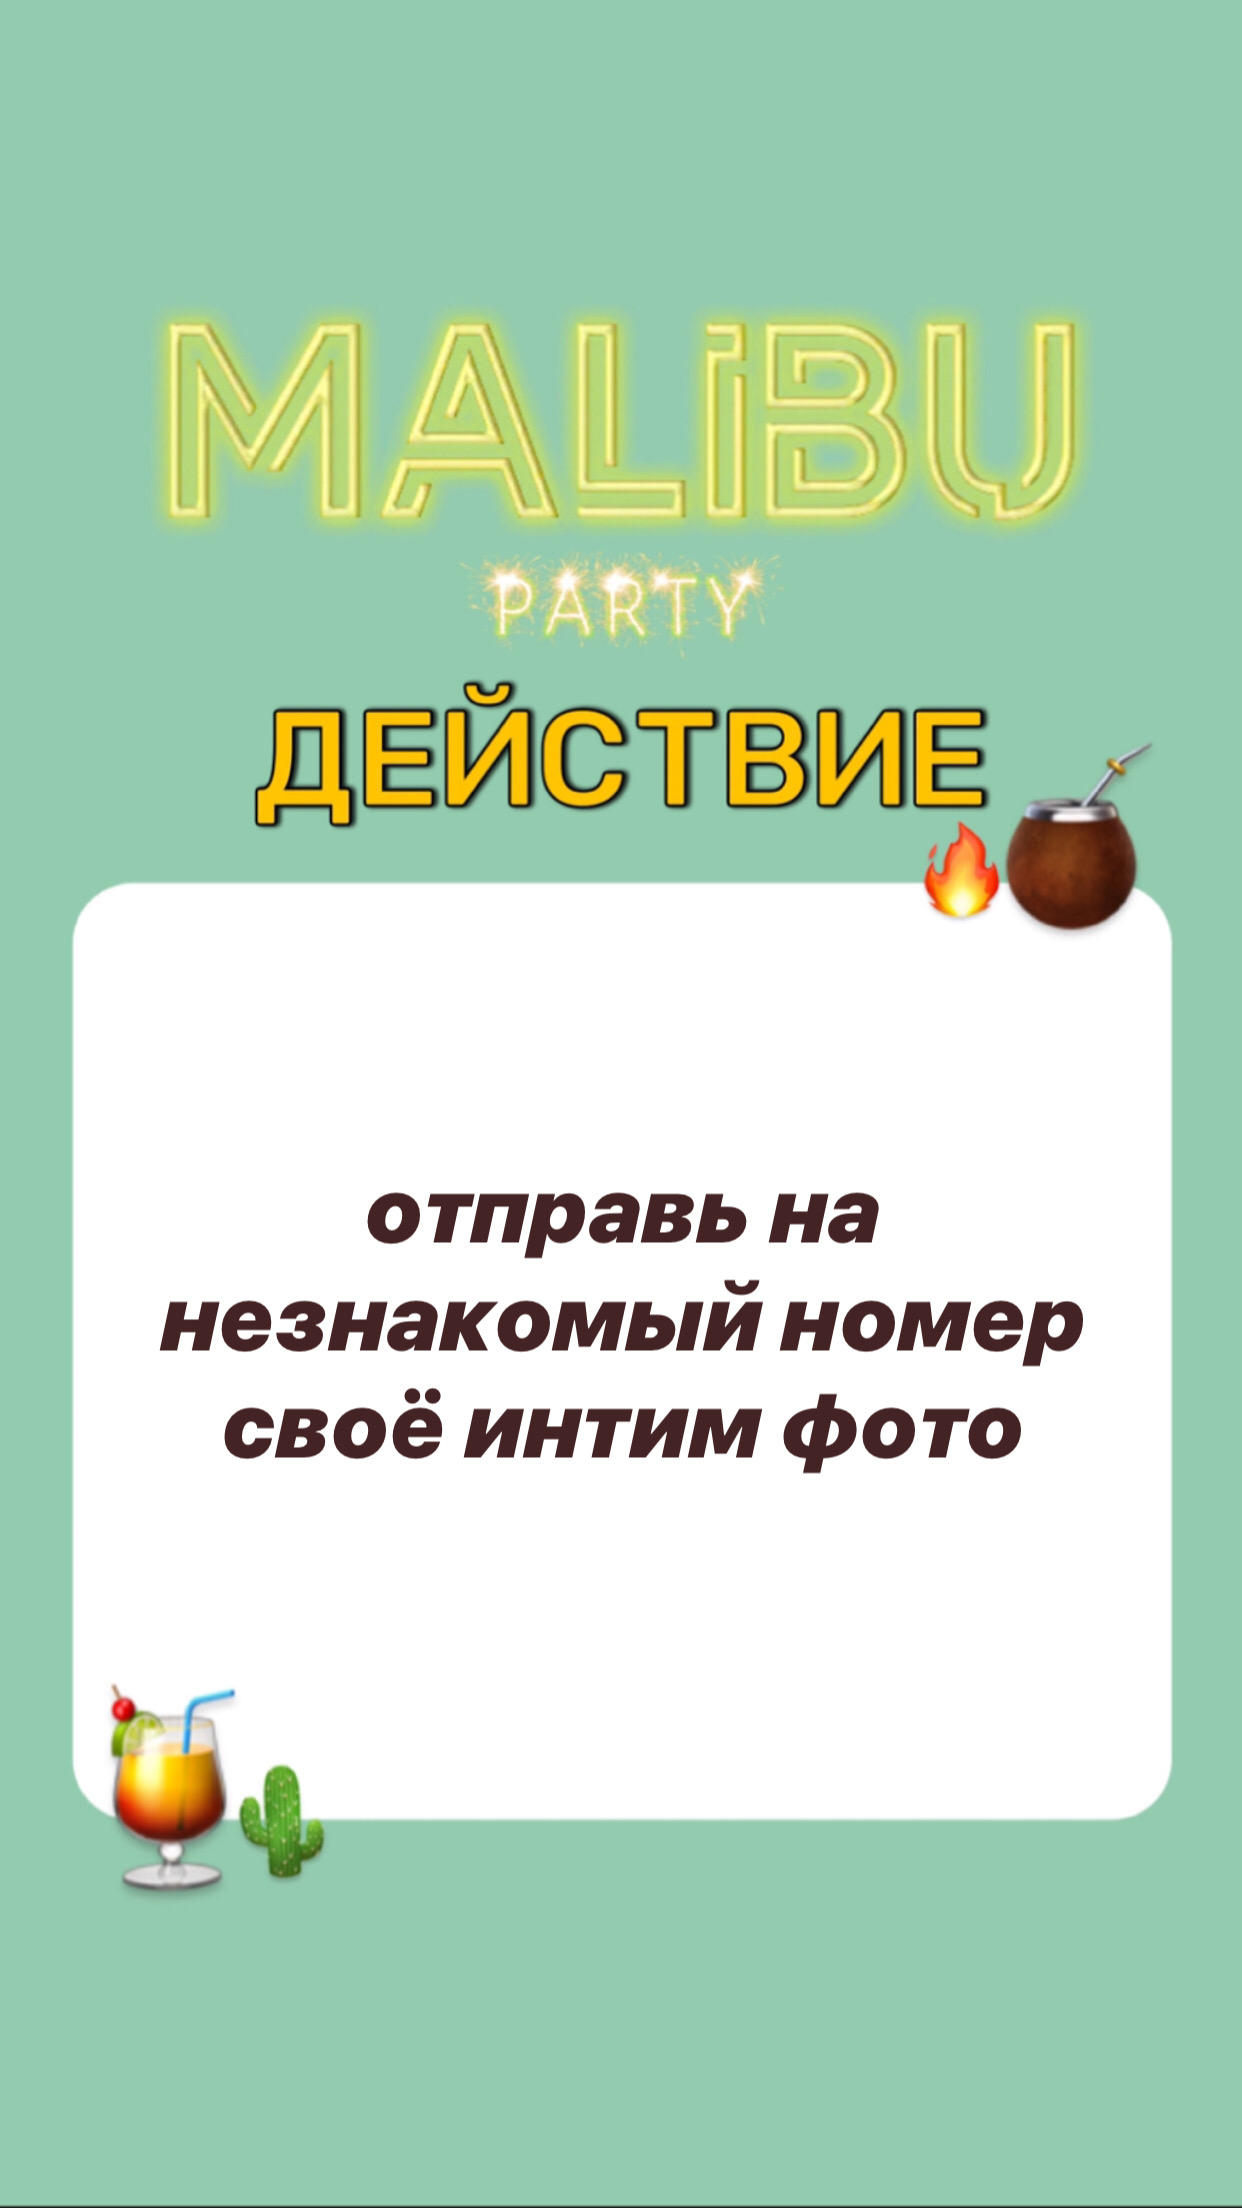 MALiBU
PARTY
ДЕЙСТВИЕ
отправь на
незнакомый номер
своё интим фото